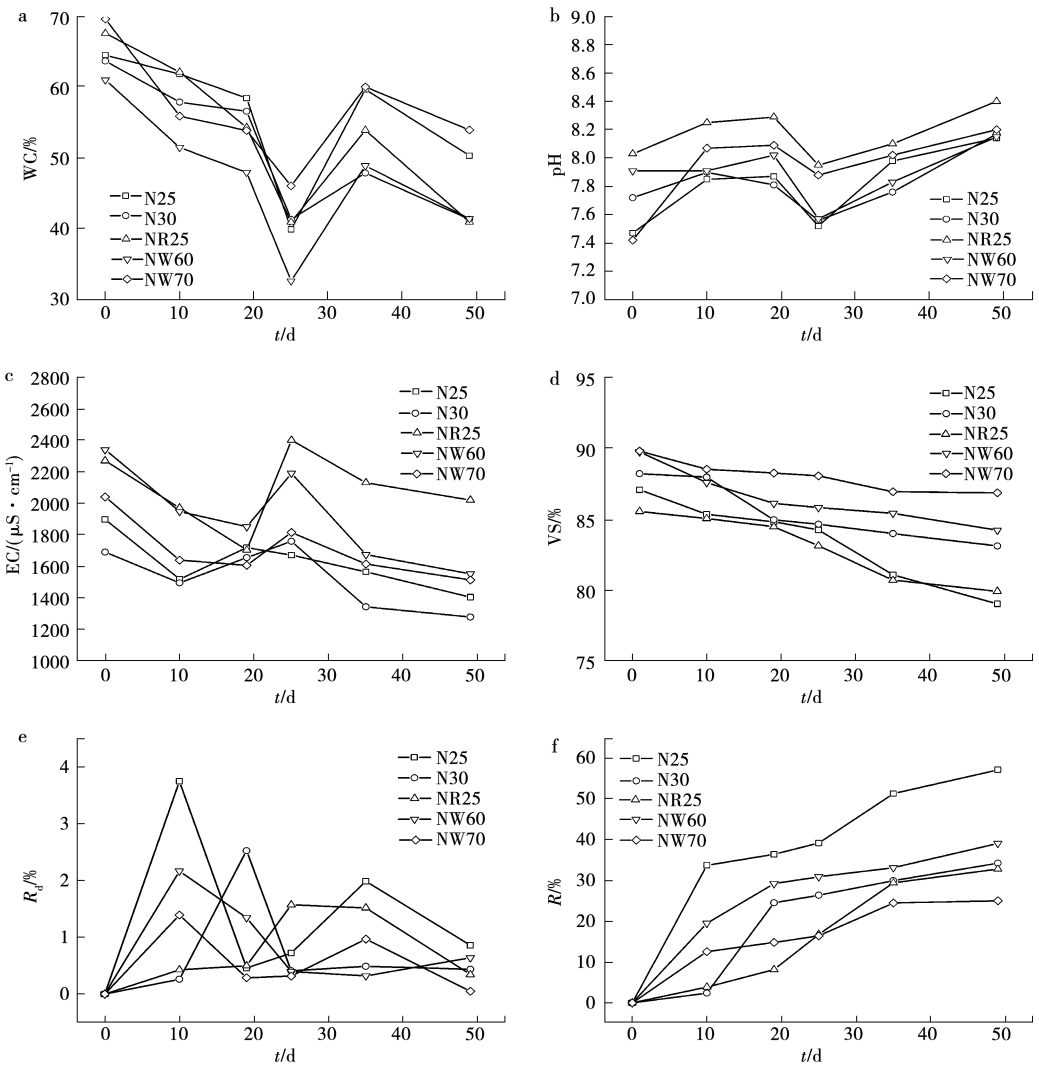 a
70
60
50
40
30
WC/%
N25
N30
NR25
NW60
NW70
0 10 20 30 40 50
t/d
b
9.0
8.8
8.6
8.4
8.2
8.0
7.8
7.6
7.4
7.2
7.0
pH
N25
N30
NR25
NW60
NW70
0 10 20 30 40 50
t/d
c
2800
2600
2400
2200
2000
1800
1600
1400
1200
1000
EC/(μS·cm⁻¹)
N25
N30
NR25
NW60
NW70
0 10 20 30 40 50
t/d
d
95
90
85
80
75
VS/%
N25
N30
NR25
NW60
NW70
0 10 20 30 40 50
t/d
e
4
3
2
1
0
Rd/%
N25
N30
NR25
NW60
NW70
0 10 20 30 40 50
t/d
f
60
50
40
30
20
10
0
R/%
N25
N30
NR25
NW60
NW70
0 10 20 30 40 50
t/d